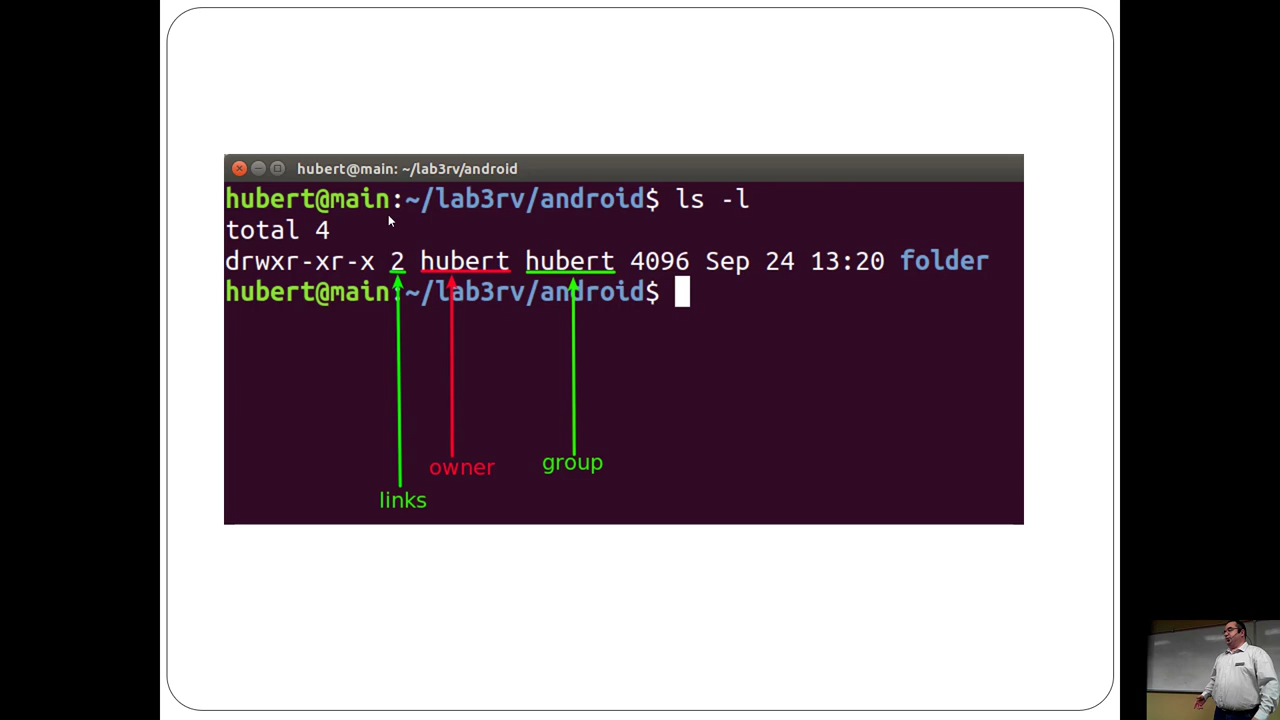 hubert@main: ~/lab3rv/android
hubert@main:~/lab3rv/android$ ls -l
total 4
drwxr-xr-x 2 hubert hubert 4096 Sep 24 13:20 folder
hubert@main:~/lab3rv/android$
owner
group
links